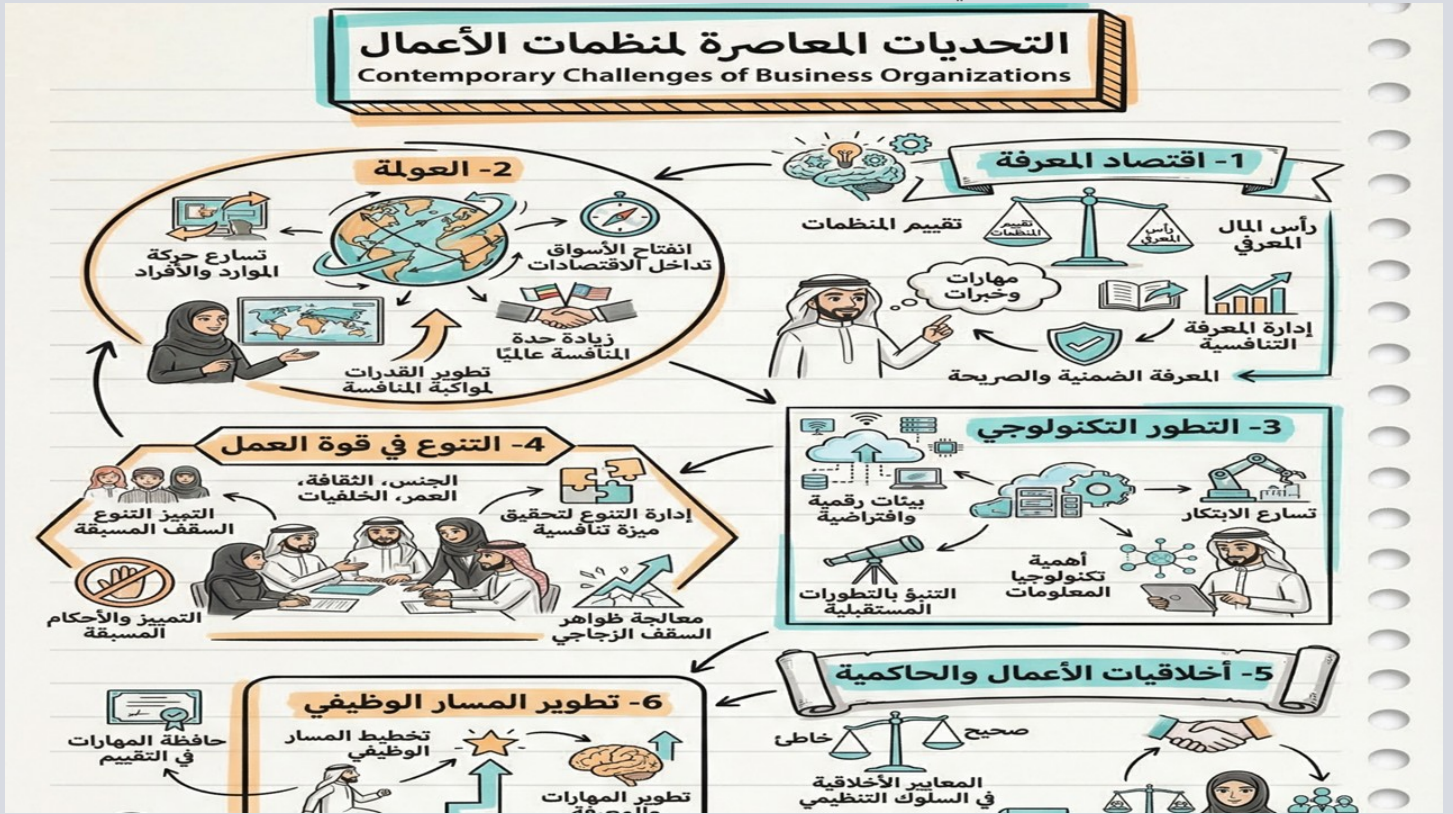 التحديات المعاصرة لمنظمات الأعمال
Contemporary Challenges of Business Organizations
1- اقتصاد المعرفة
رأس المال
المعرفي
تقييم المنظمات
تقييم
المنظمات
رأس
المعرفي
مهارات
وخبرات
إدارة المعرفة
التنافسية
المعرفة الضمنية والصريحة
2- العولمة
انفتاح الأسواق
تداخل الاقتصادات
تسارع حركة
الموارد والأفراد
زيادة حدة
المنافسة عالميًا
تطوير القدرات
لمواكبة المنافسة
3- التطور التكنولوجي
تسارع الابتكار
بيئات رقمية
وافتراضية
أهمية
تكنولوجيا
المعلومات
التنبؤ بالتطورات
المستقبلية
4- التنوع في قوة العمل
الجنس، الثقافة،
العمر، الخلفيات
إدارة التنوع لتحقيق
ميزة تنافسية
التميز التنوع
السقف المسبقة
معالجة ظواهر
السقف الزجاجي
التمييز والأحكام
المسبقة
5- أخلاقيات الأعمال والحاكمية
صحيح
خاطئ
المعايير الأخلاقية
في السلوك التنظيمي
6- تطوير المسار الوظيفي
تخطيط المسار
الوظيفي
حافظة المهارات
في التقييم
تطوير المهارات